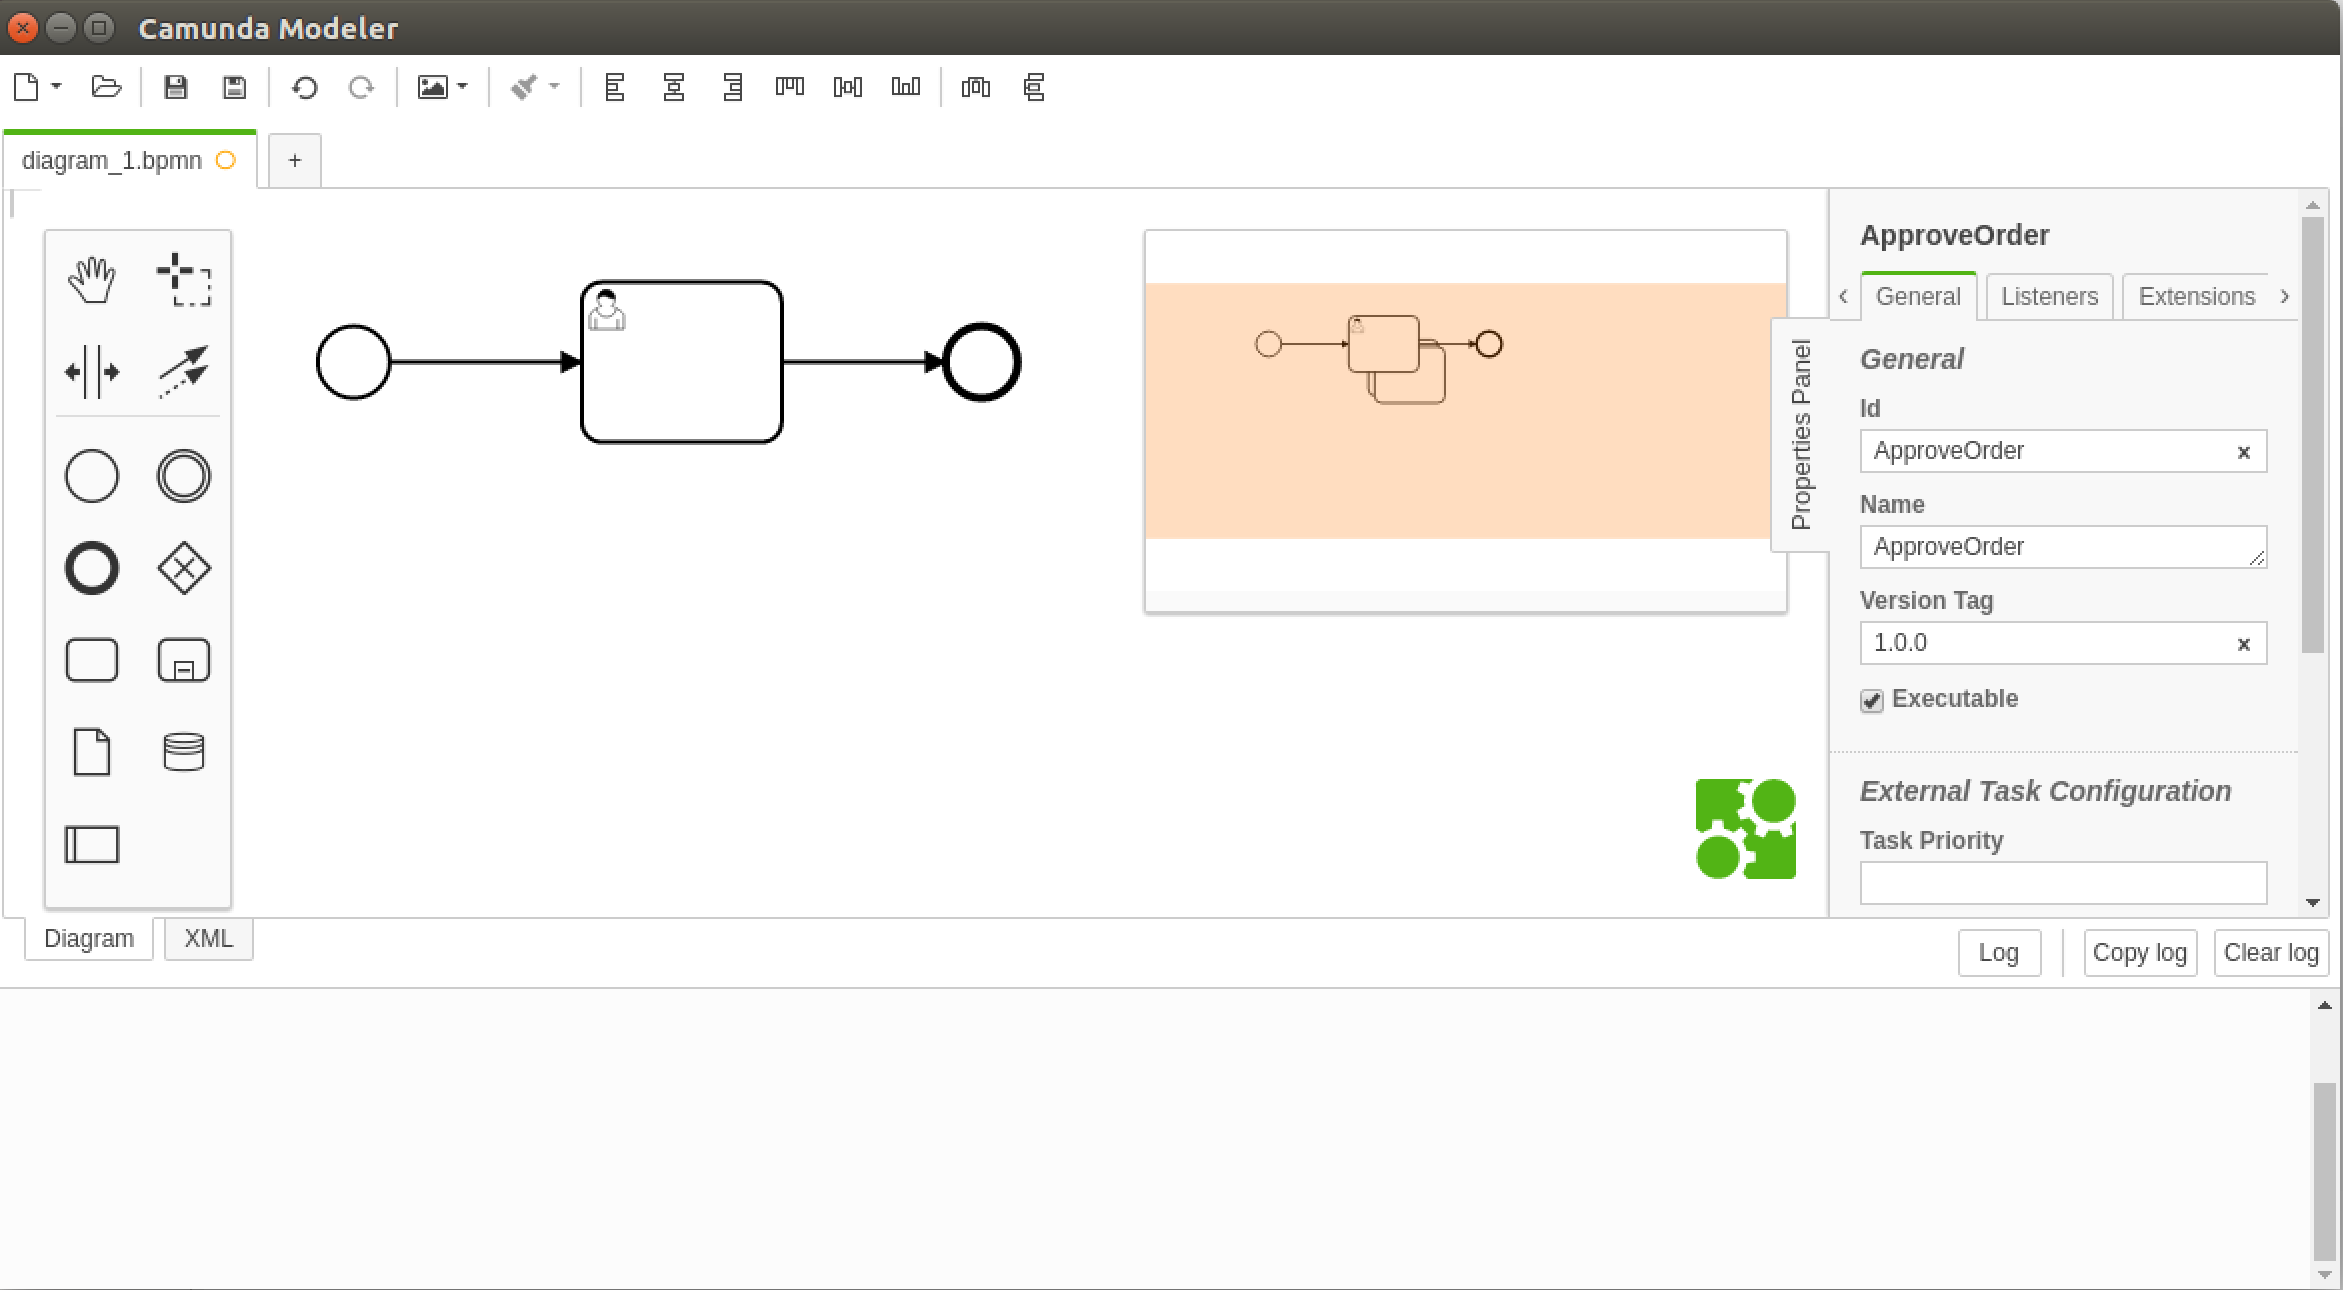 Camunda Modeler
diagram_1.bpmn
+
ApproveOrder
General
Listeners
Extensions
Properties Panel
General
Id
ApproveOrder
Name
ApproveOrder
Version Tag
1.0.0
Executable
External Task Configuration
Task Priority
Diagram
XML
Log
Copy log
Clear log